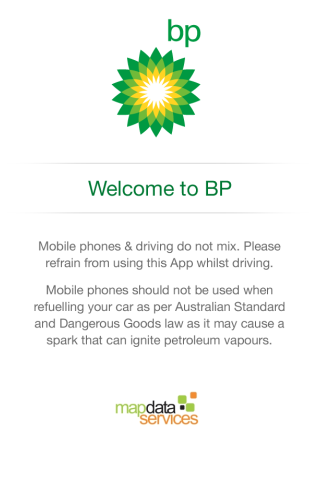 bp
Welcome to BP
Mobile phones & driving do not mix. Please
refrain from using this App whilst driving.
Mobile phones should not be used when
refuelling your car as per Australian Standard
and Dangerous Goods law as it may cause a
spark that can ignite petroleum vapours.
mapdata
services